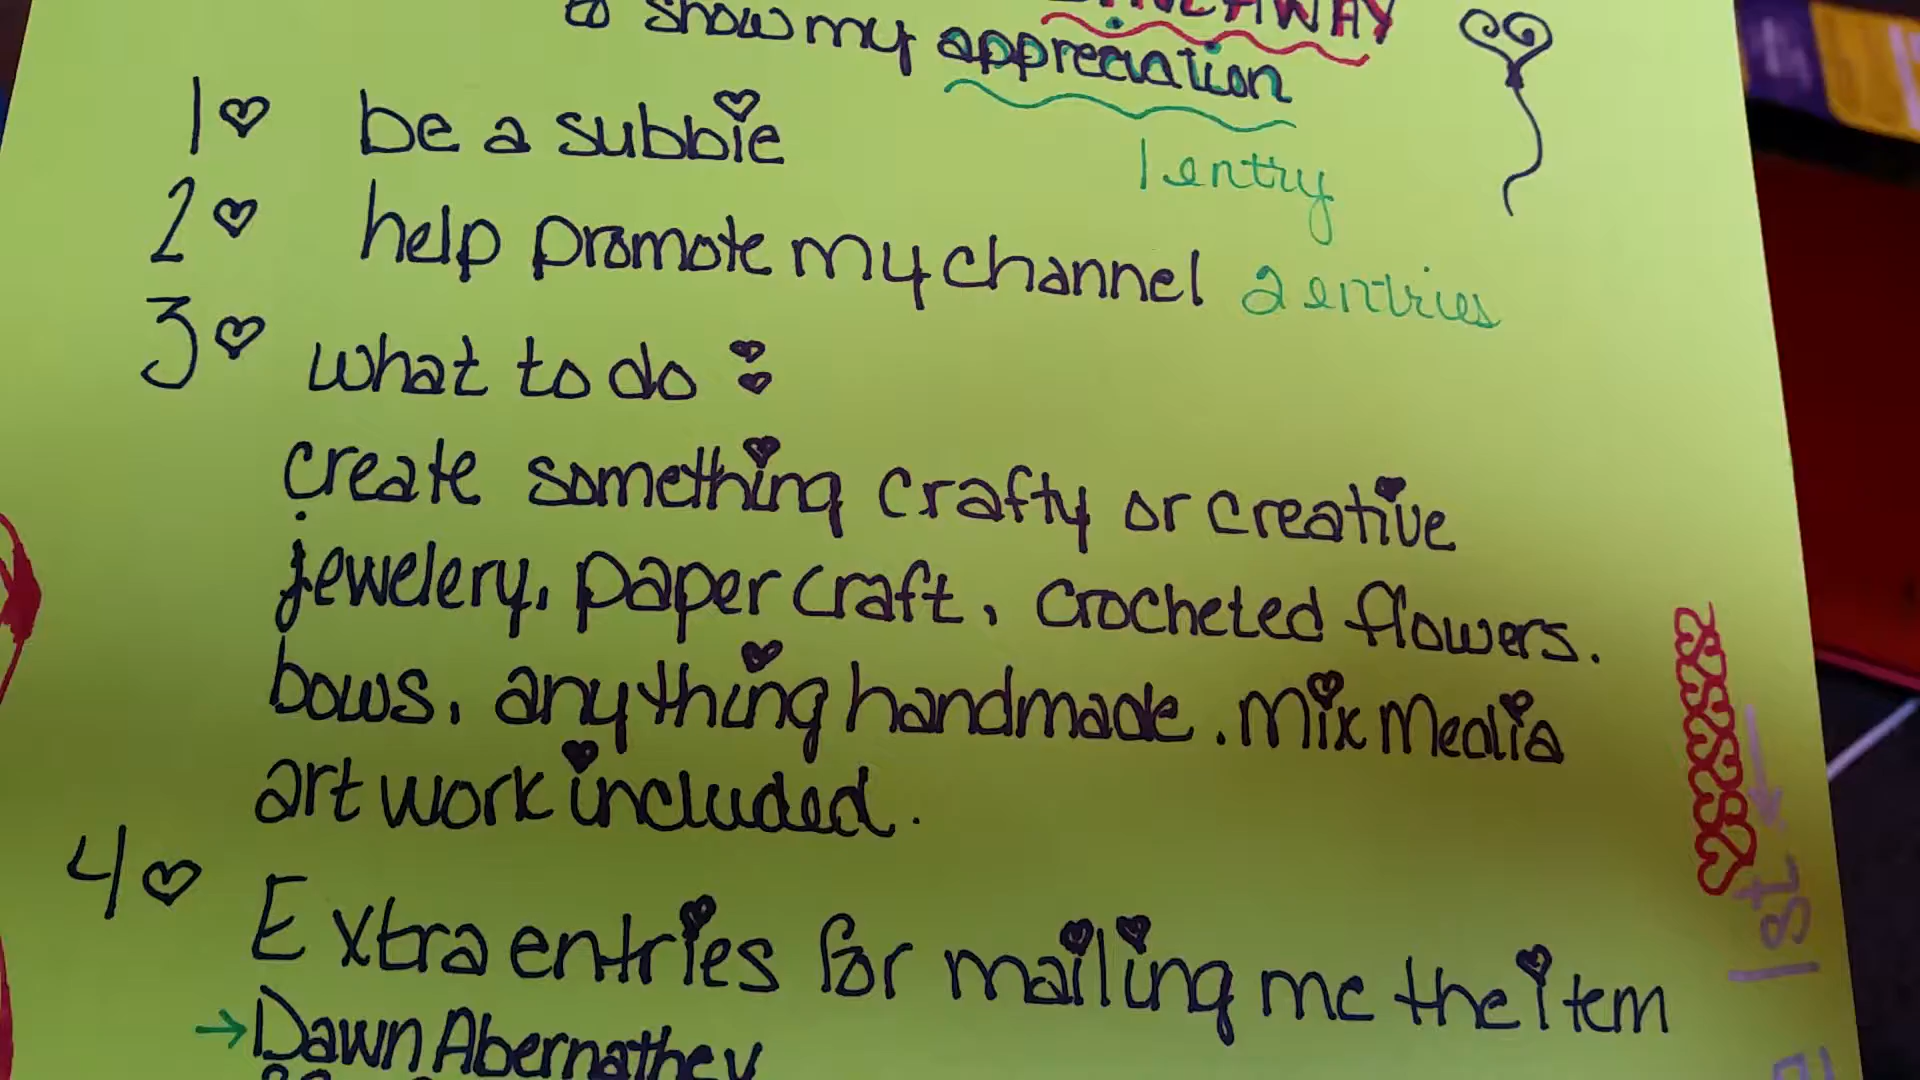 GIVEAWAY
to show my appreciation
1 be a subbie
1 entry
2 help promote my channel 2 entries
3 what to do :
create something crafty or creative
jewelery, paper craft, crocheted flowers.
bows, anything handmade. Mix Media
art work included.
4 Extra entries for mailing me the item
→ Dawn Abernathey
1st